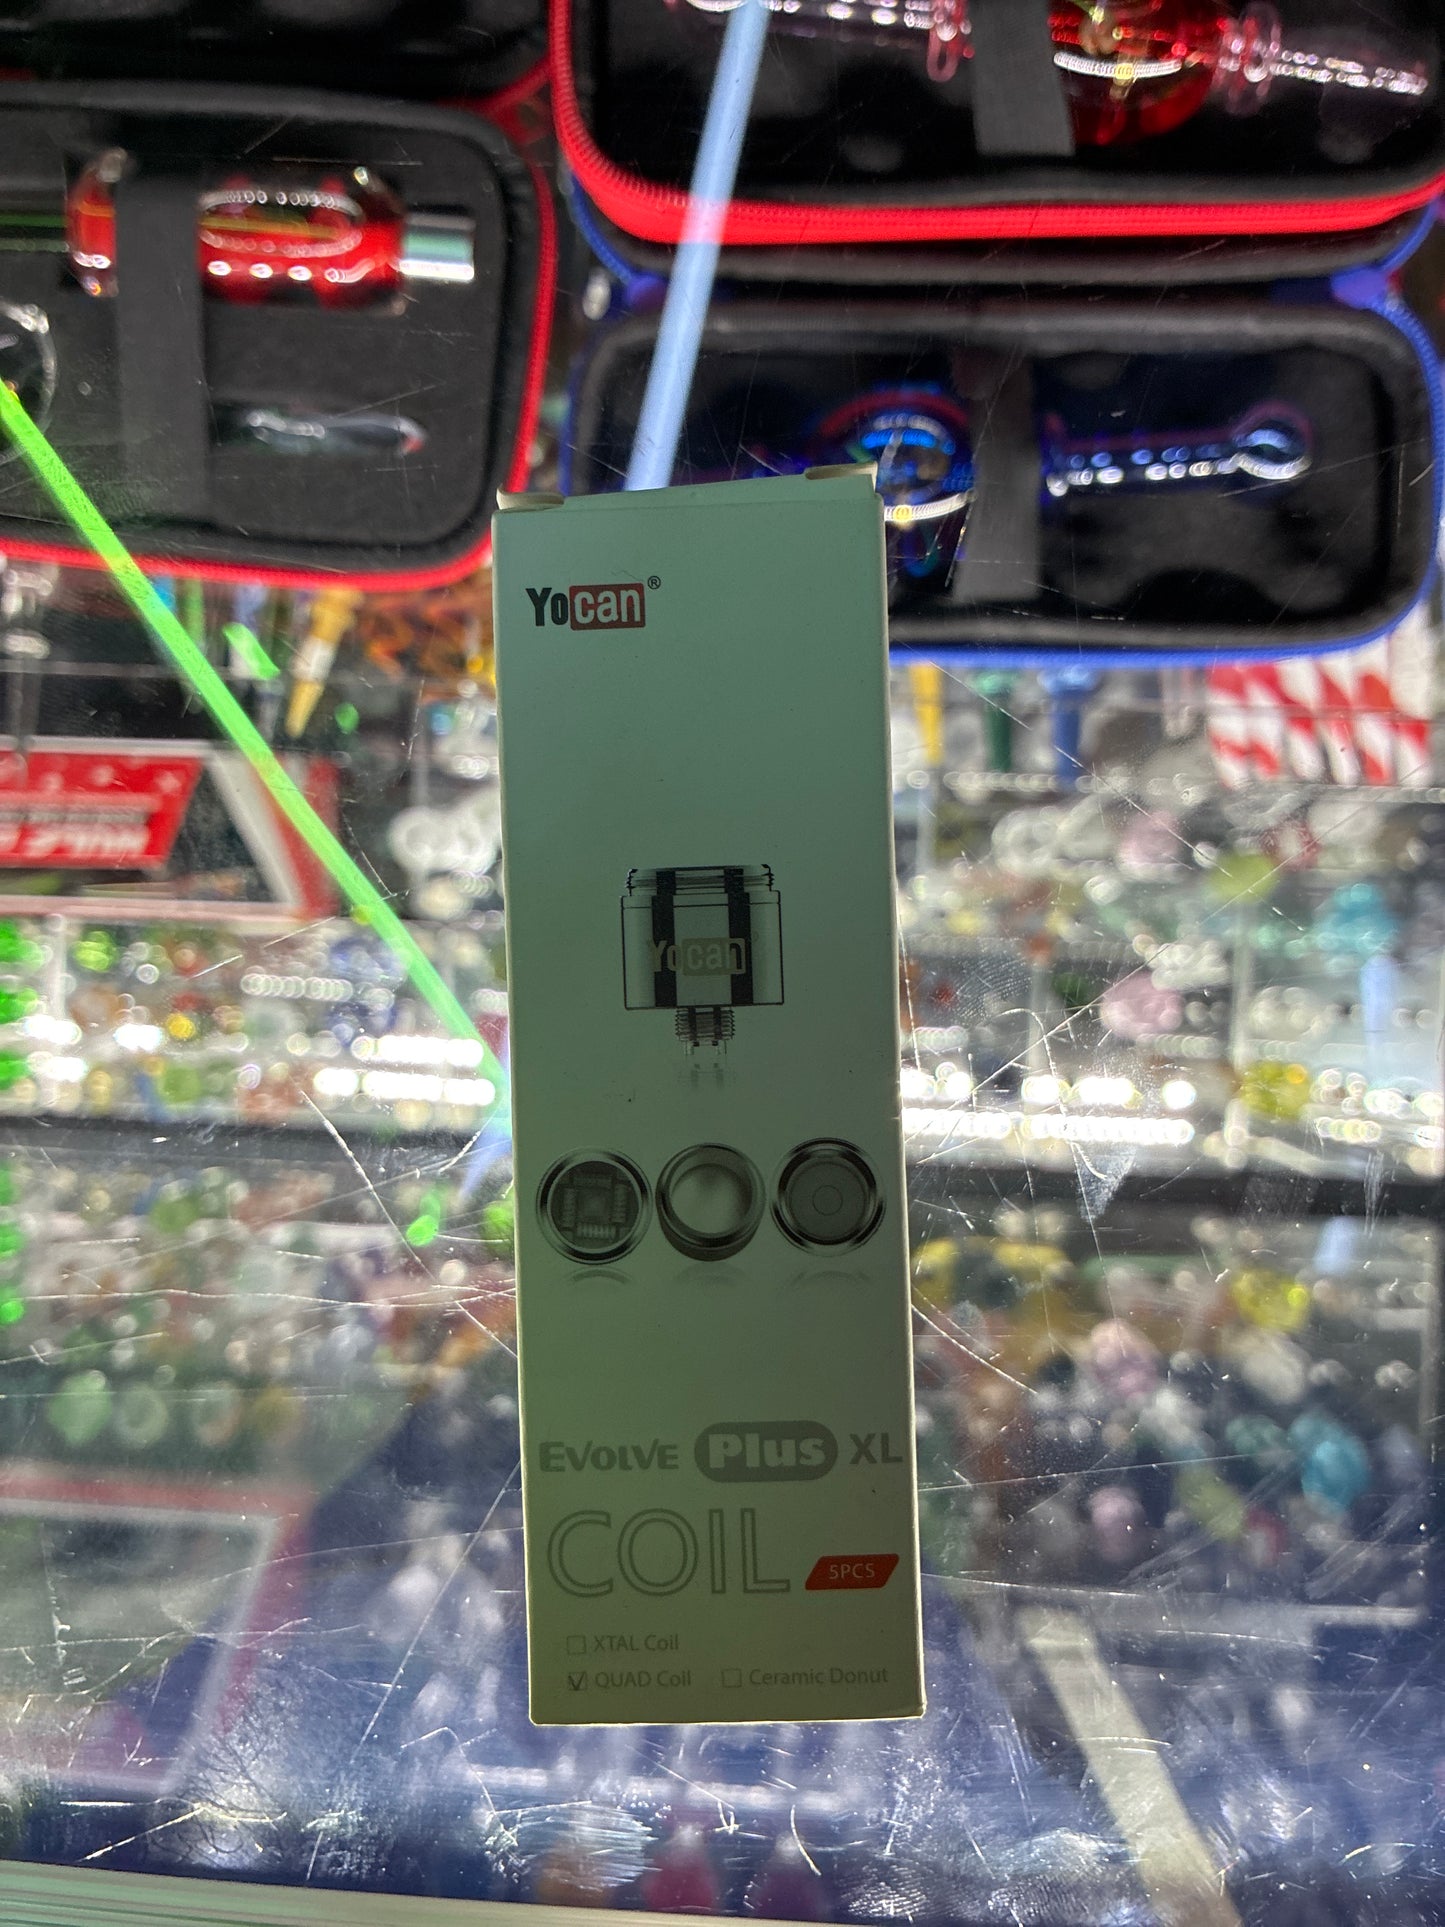 Yocan®
Yocan
EVOLVE Plus XL
COIL
5PCS
XTAL Coil
QUAD Coil
Ceramic Donut